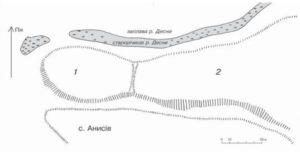 Пн
заплава р. Десни
стариця р. Десни
1
2
с. Анисів